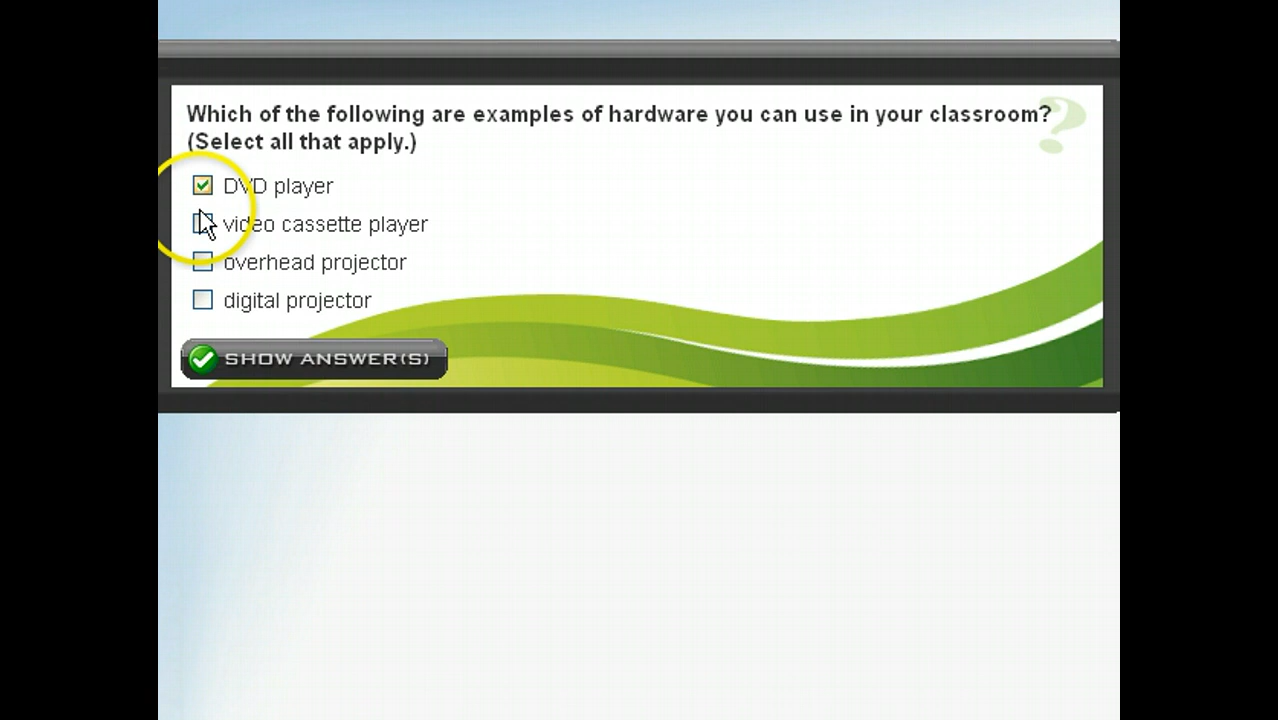 Which of the following are examples of hardware you can use in your classroom?
(Select all that apply.)
DVD player
video cassette player
overhead projector
digital projector
SHOW ANSWER(S)